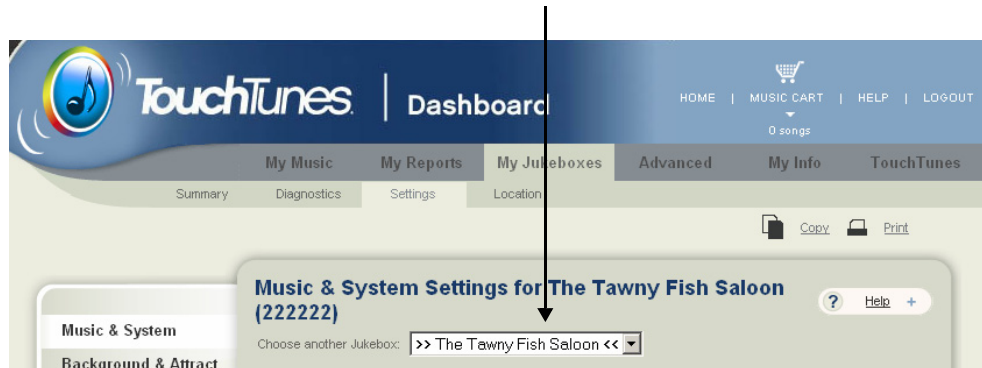 TouchTunes. | Dashboard
HOME | MUSIC CART | HELP | LOGOUT
0 songs
My Music My Reports My Jukeboxes Advanced My Info TouchTunes
Summary Diagnostics Settings Location
Copy Print
Music & System Settings for The Tawny Fish Saloon
(222222)
? Help +
Music & System
Choose another Jukebox: >> The Tawny Fish Saloon <<
Background & Attract